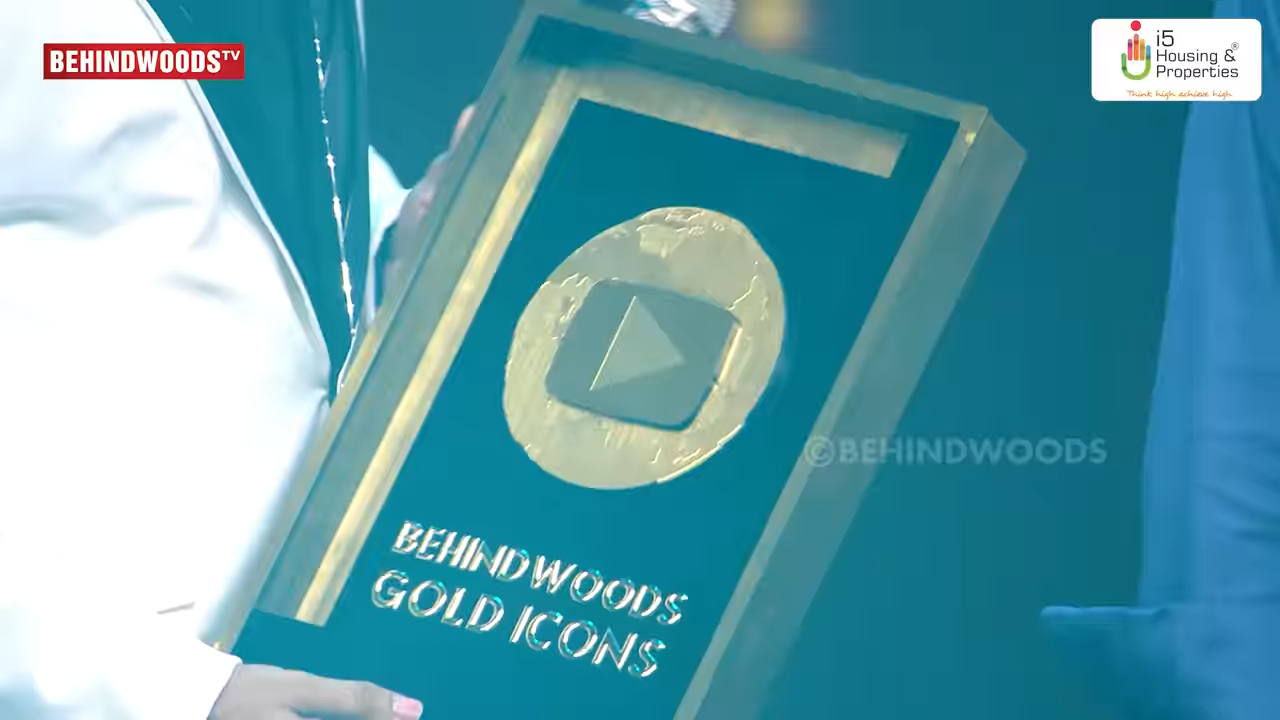 BEHINDWOODS TV
i5
Housing & ®
Properties
Think high achieve high
©BEHINDWOODS
BEHINDWOODS
GOLD ICONS